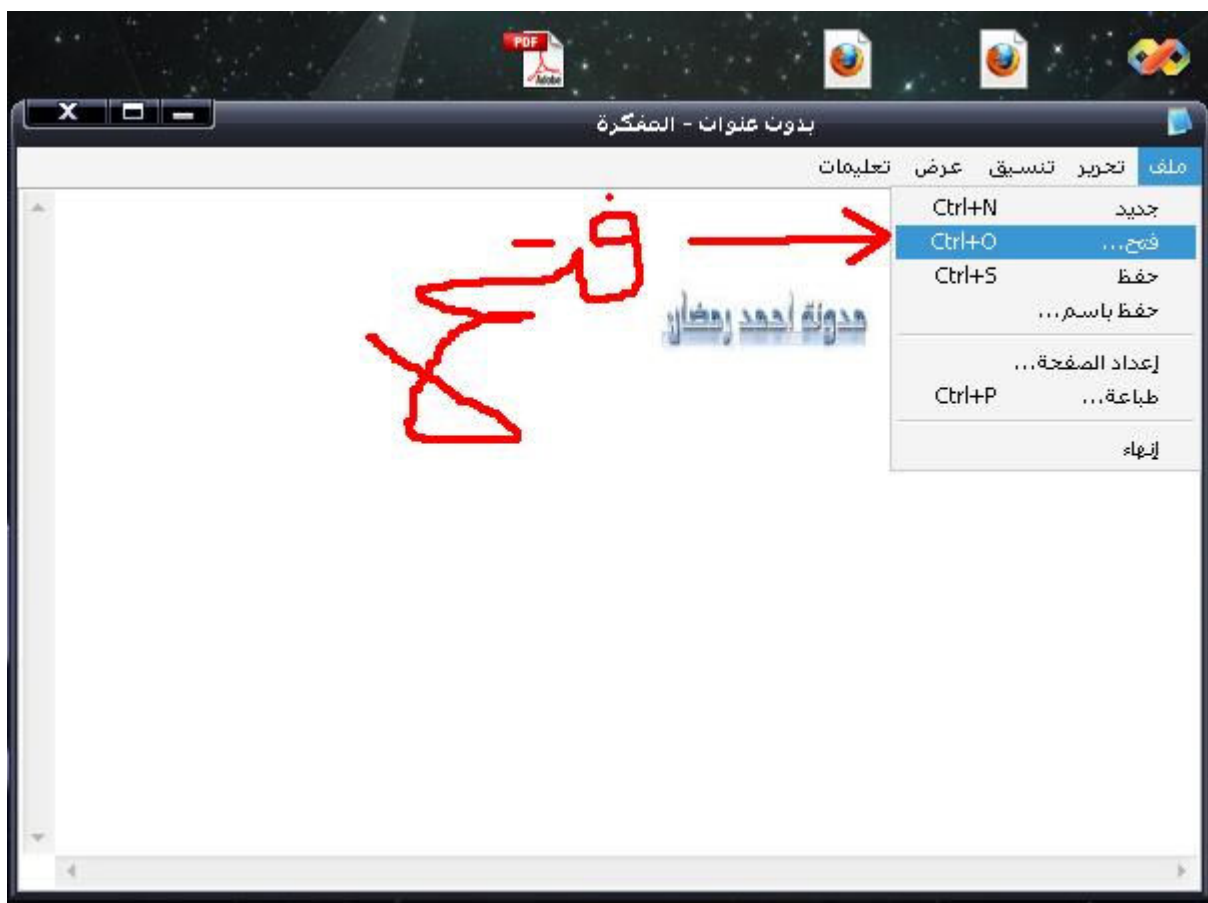 PDF
Adobe
بدون عنوان - المفكرة
ملف تحرير تنسيق عرض تعليمات
جديد Ctrl+N
فتح... Ctrl+O
حفظ Ctrl+S
حفظ باسم...
إعداد الصفحة...
طباعة... Ctrl+P
إنهاء
فتح
مدونة احمد رمضان